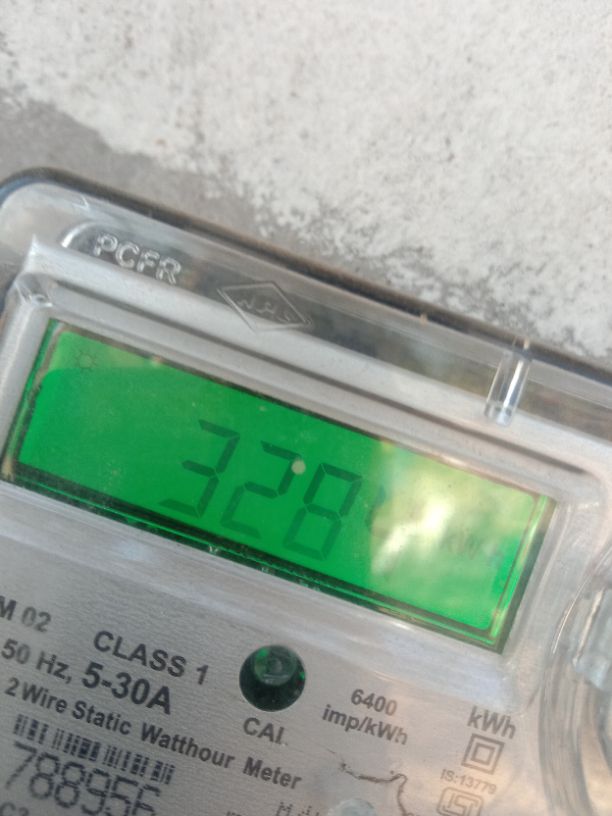 PCFR
328
M 02
CLASS 1
50 Hz, 5-30A
2 Wire Static Watthour Meter
CAL
6400
imp/kWh
kWh
IS:13779
788956